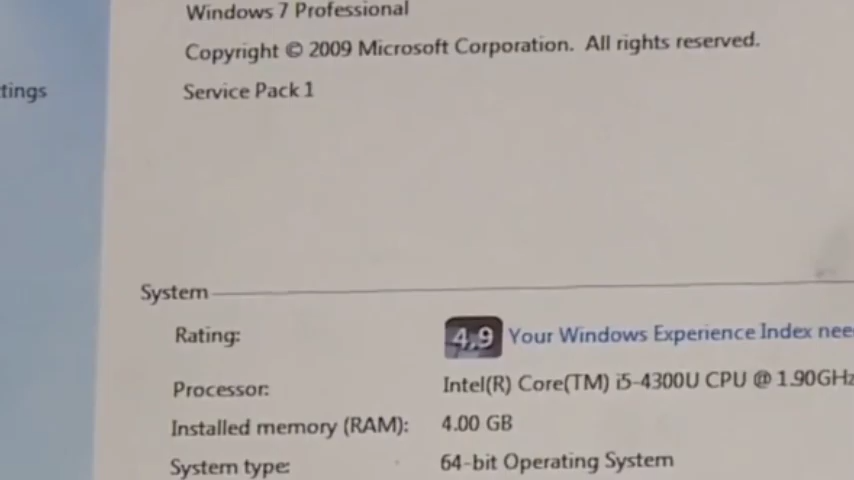 Windows 7 Professional
Copyright © 2009 Microsoft Corporation. All rights reserved.
tings
Service Pack 1
System
Rating:
4,9 Your Windows Experience Index nee
Processor:
Intel(R) Core(TM) i5-4300U CPU @ 1.90GHz
Installed memory (RAM):
4.00 GB
System type:
64-bit Operating System